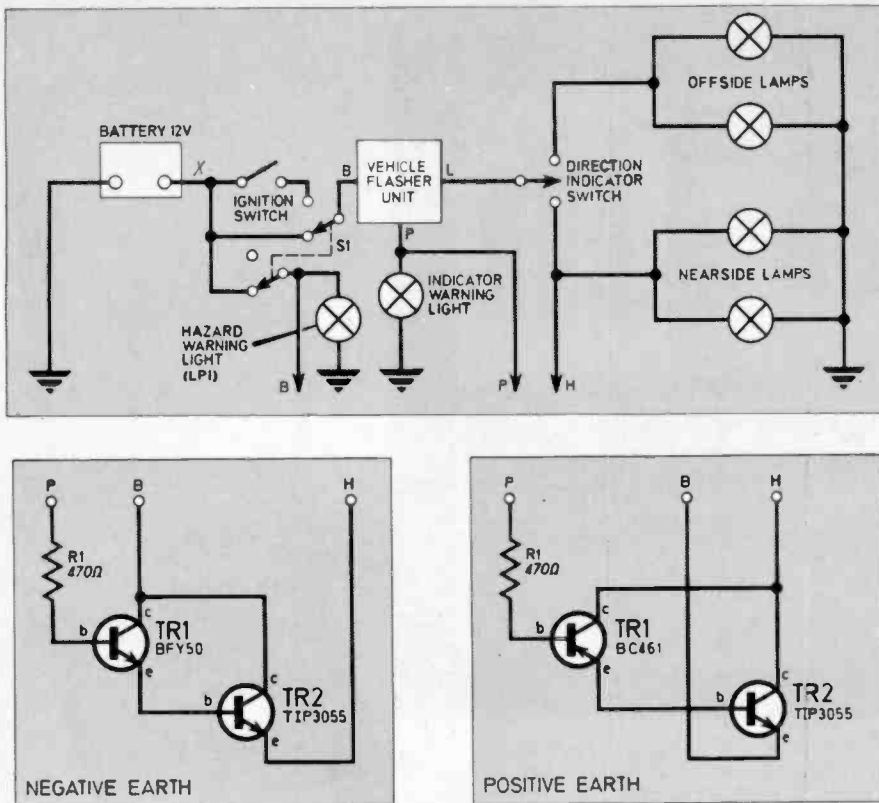 BATTERY 12V
X
IGNITION
SWITCH
S1
B
VEHICLE
FLASHER
UNIT
L
P
DIRECTION
INDICATOR
SWITCH
OFFSIDE LAMPS
NEARSIDE LAMPS
HAZARD
WARNING
LIGHT
(LP1)
INDICATOR
WARNING
LIGHT
B
P
H
P
B
H
R1
470Ω
b
c
TR1
BFY50
e
b
c
TR2
TIP3055
e
NEGATIVE EARTH
P
B
H
R1
470Ω
b
c
TR1
BC461
e
b
c
TR2
TIP3055
e
POSITIVE EARTH